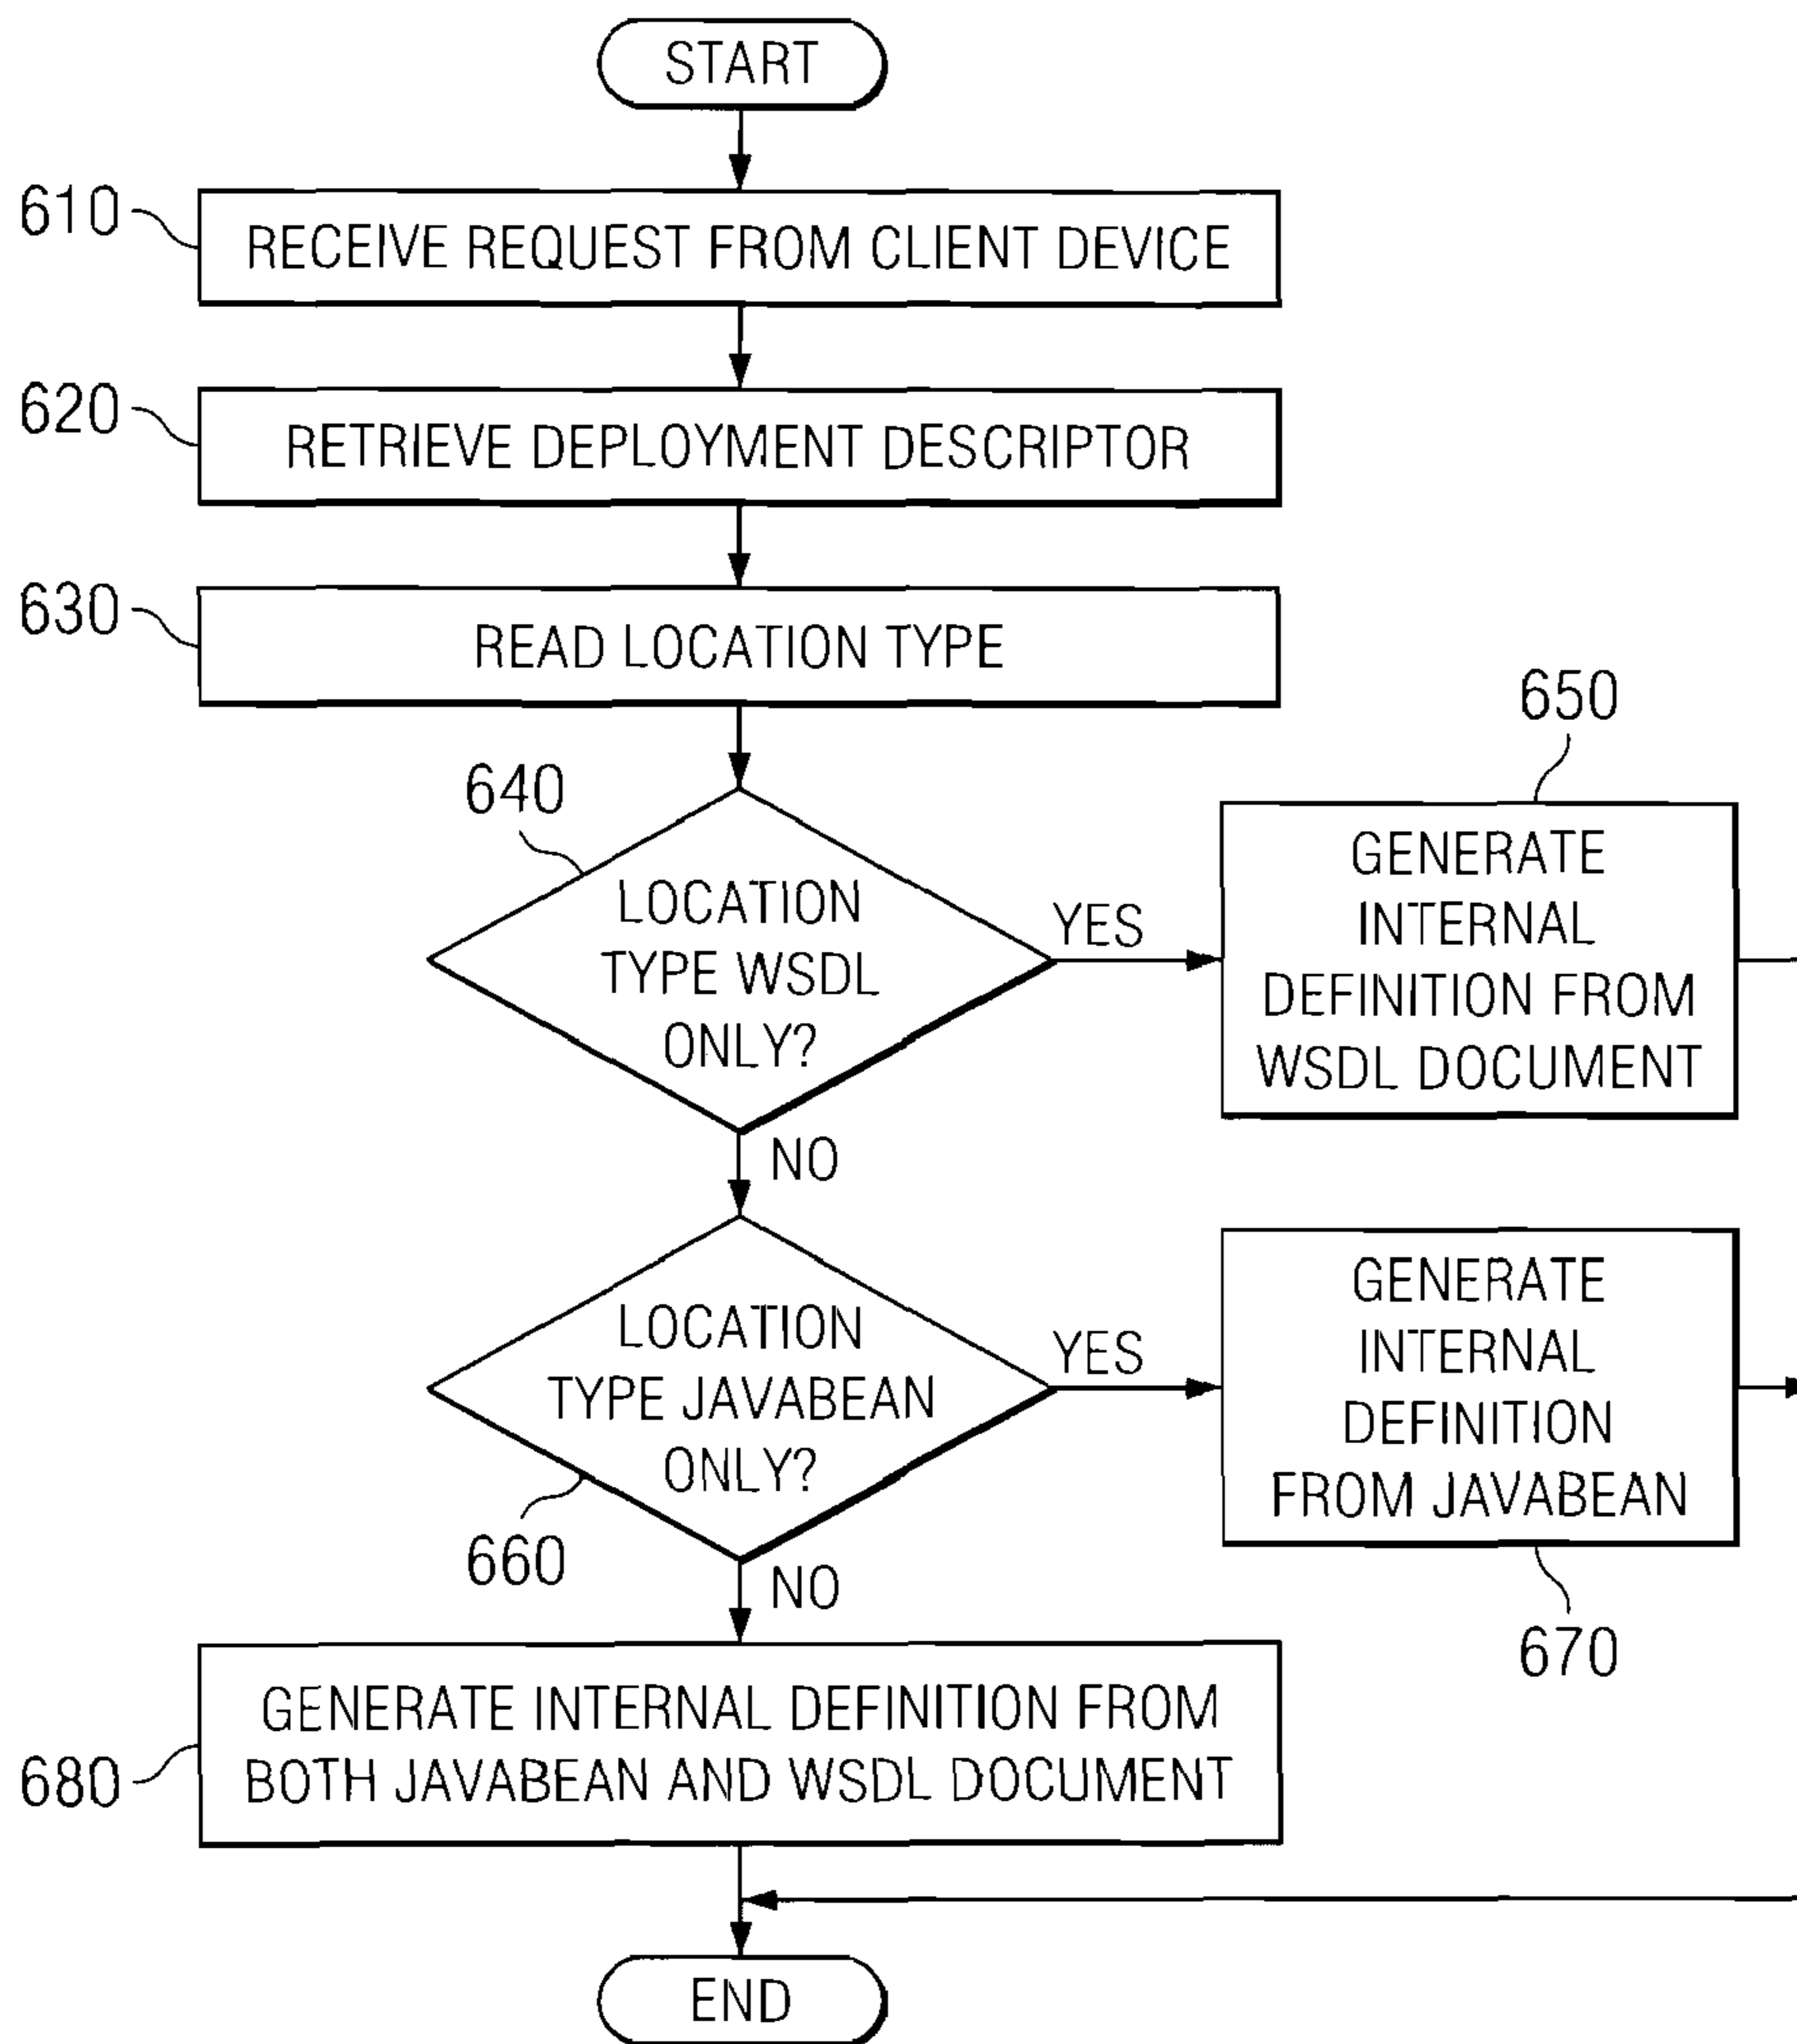 START
610
RECEIVE REQUEST FROM CLIENT DEVICE
620
RETRIEVE DEPLOYMENT DESCRIPTOR
630
READ LOCATION TYPE
640
LOCATION
TYPE WSDL
ONLY?
YES
650
GENERATE
INTERNAL
DEFINITION FROM
WSDL DOCUMENT
NO
LOCATION
TYPE JAVABEAN
ONLY?
660
YES
GENERATE
INTERNAL
DEFINITION
FROM JAVABEAN
670
NO
GENERATE INTERNAL DEFINITION FROM
BOTH JAVABEAN AND WSDL DOCUMENT
680
END